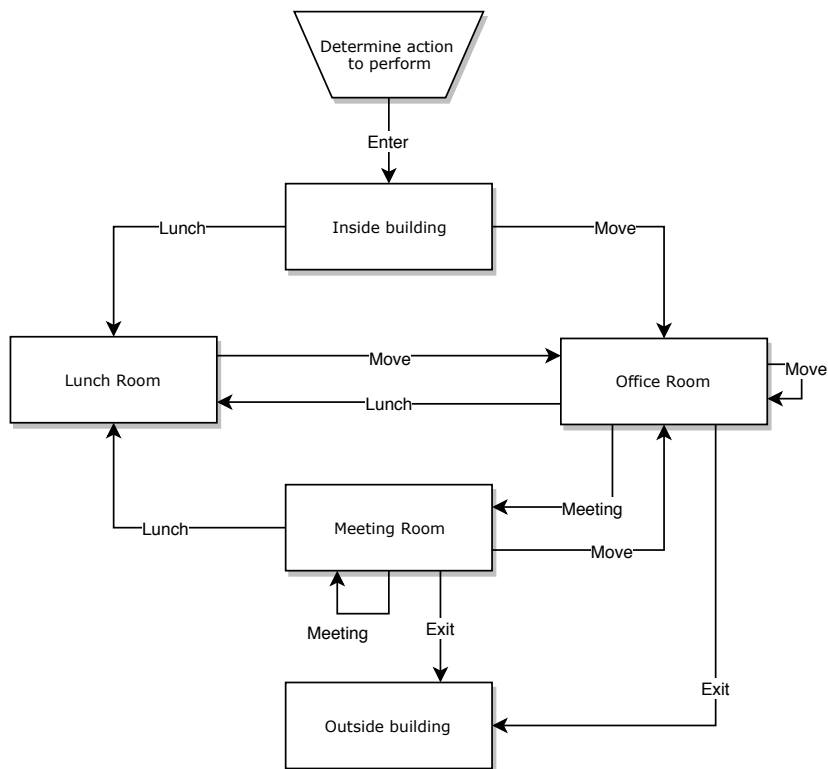 Determine action
to perform
Enter
Inside building
Lunch
Move
Lunch Room
Move
Office Room
Move
Lunch
Meeting
Meeting Room
Lunch
Move
Meeting
Exit
Exit
Outside building